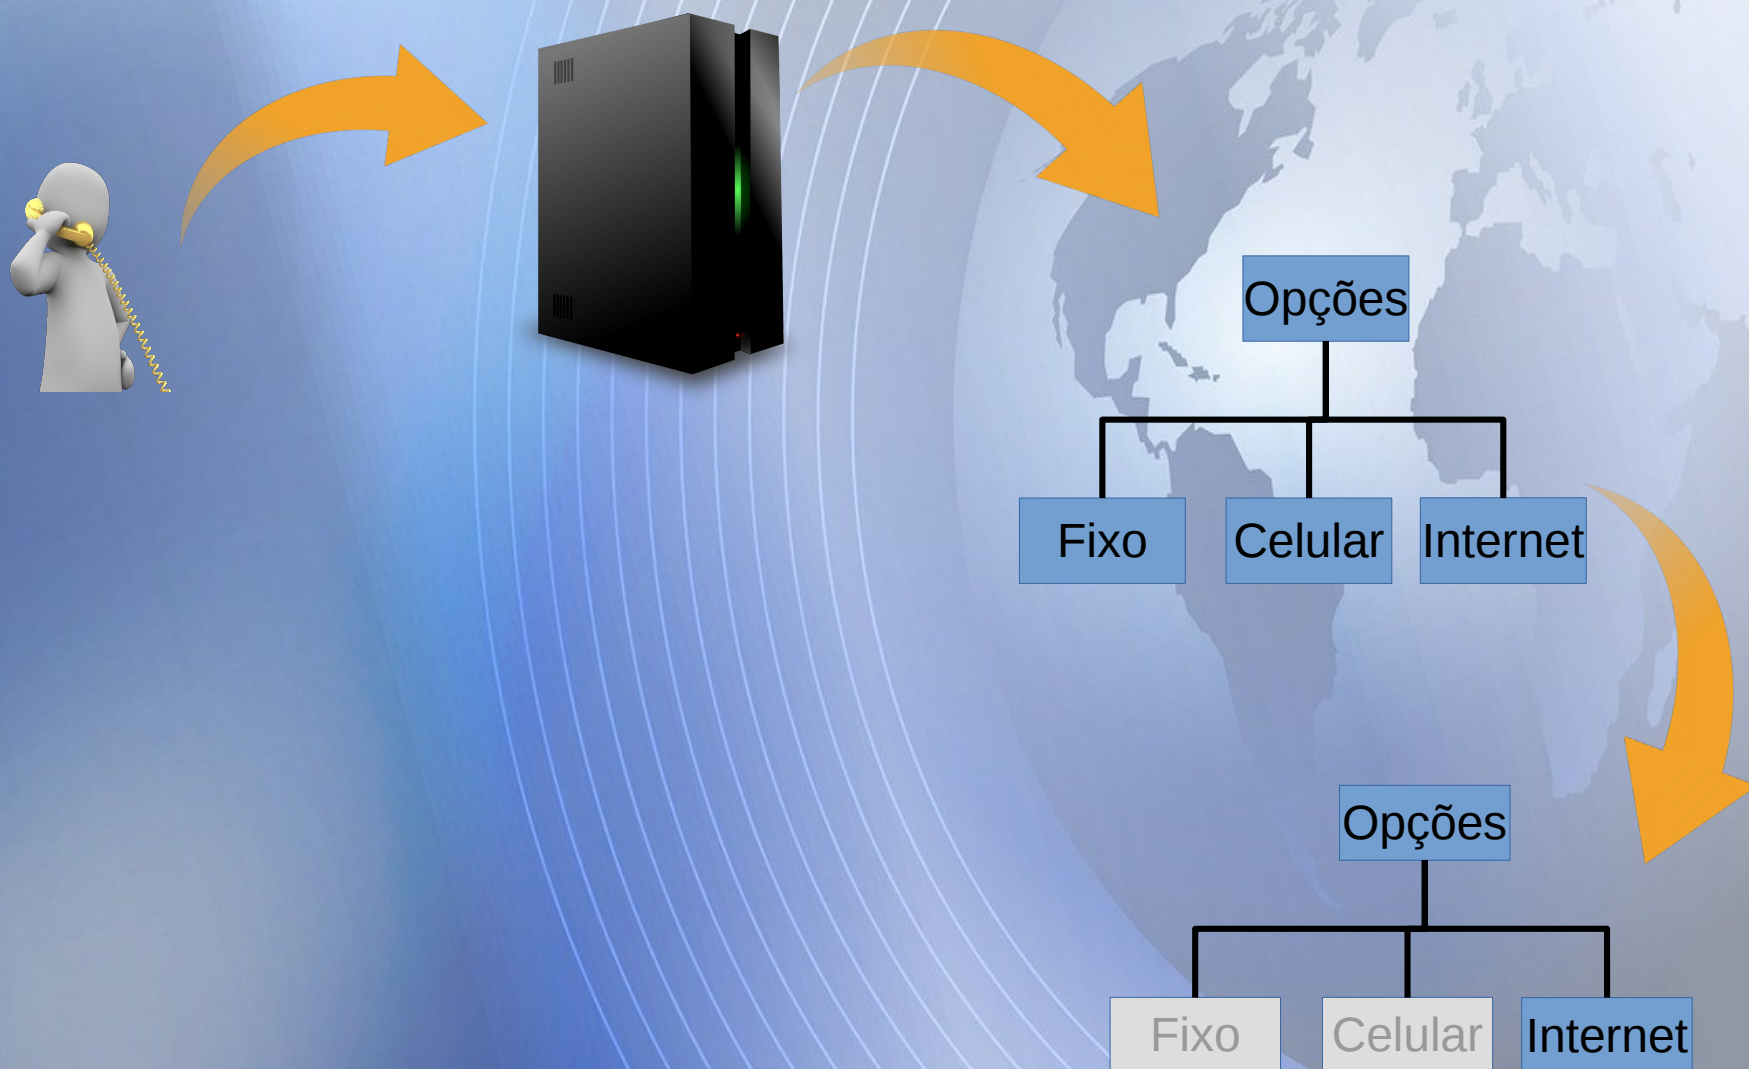 Opções
Fixo
Celular
Internet
Opções
Fixo
Celular
Internet